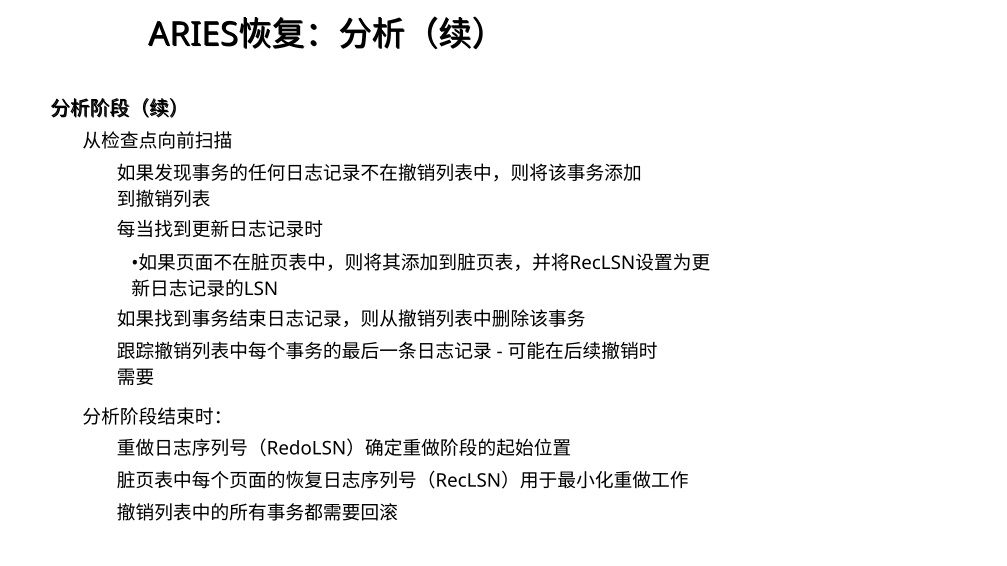 ARIES恢复：分析（续）
分析阶段（续）
从检查点向前扫描
如果发现事务的任何日志记录不在撤销列表中，则将该事务添加
到撤销列表
每当找到更新日志记录时
•如果页面不在脏页表中，则将其添加到脏页表，并将RecLSN设置为更
新日志记录的LSN
如果找到事务结束日志记录，则从撤销列表中删除该事务
跟踪撤销列表中每个事务的最后一条日志记录 - 可能在后续撤销时
需要
分析阶段结束时：
重做日志序列号（RedoLSN）确定重做阶段的起始位置
脏页表中每个页面的恢复日志序列号（RecLSN）用于最小化重做工作
撤销列表中的所有事务都需要回滚